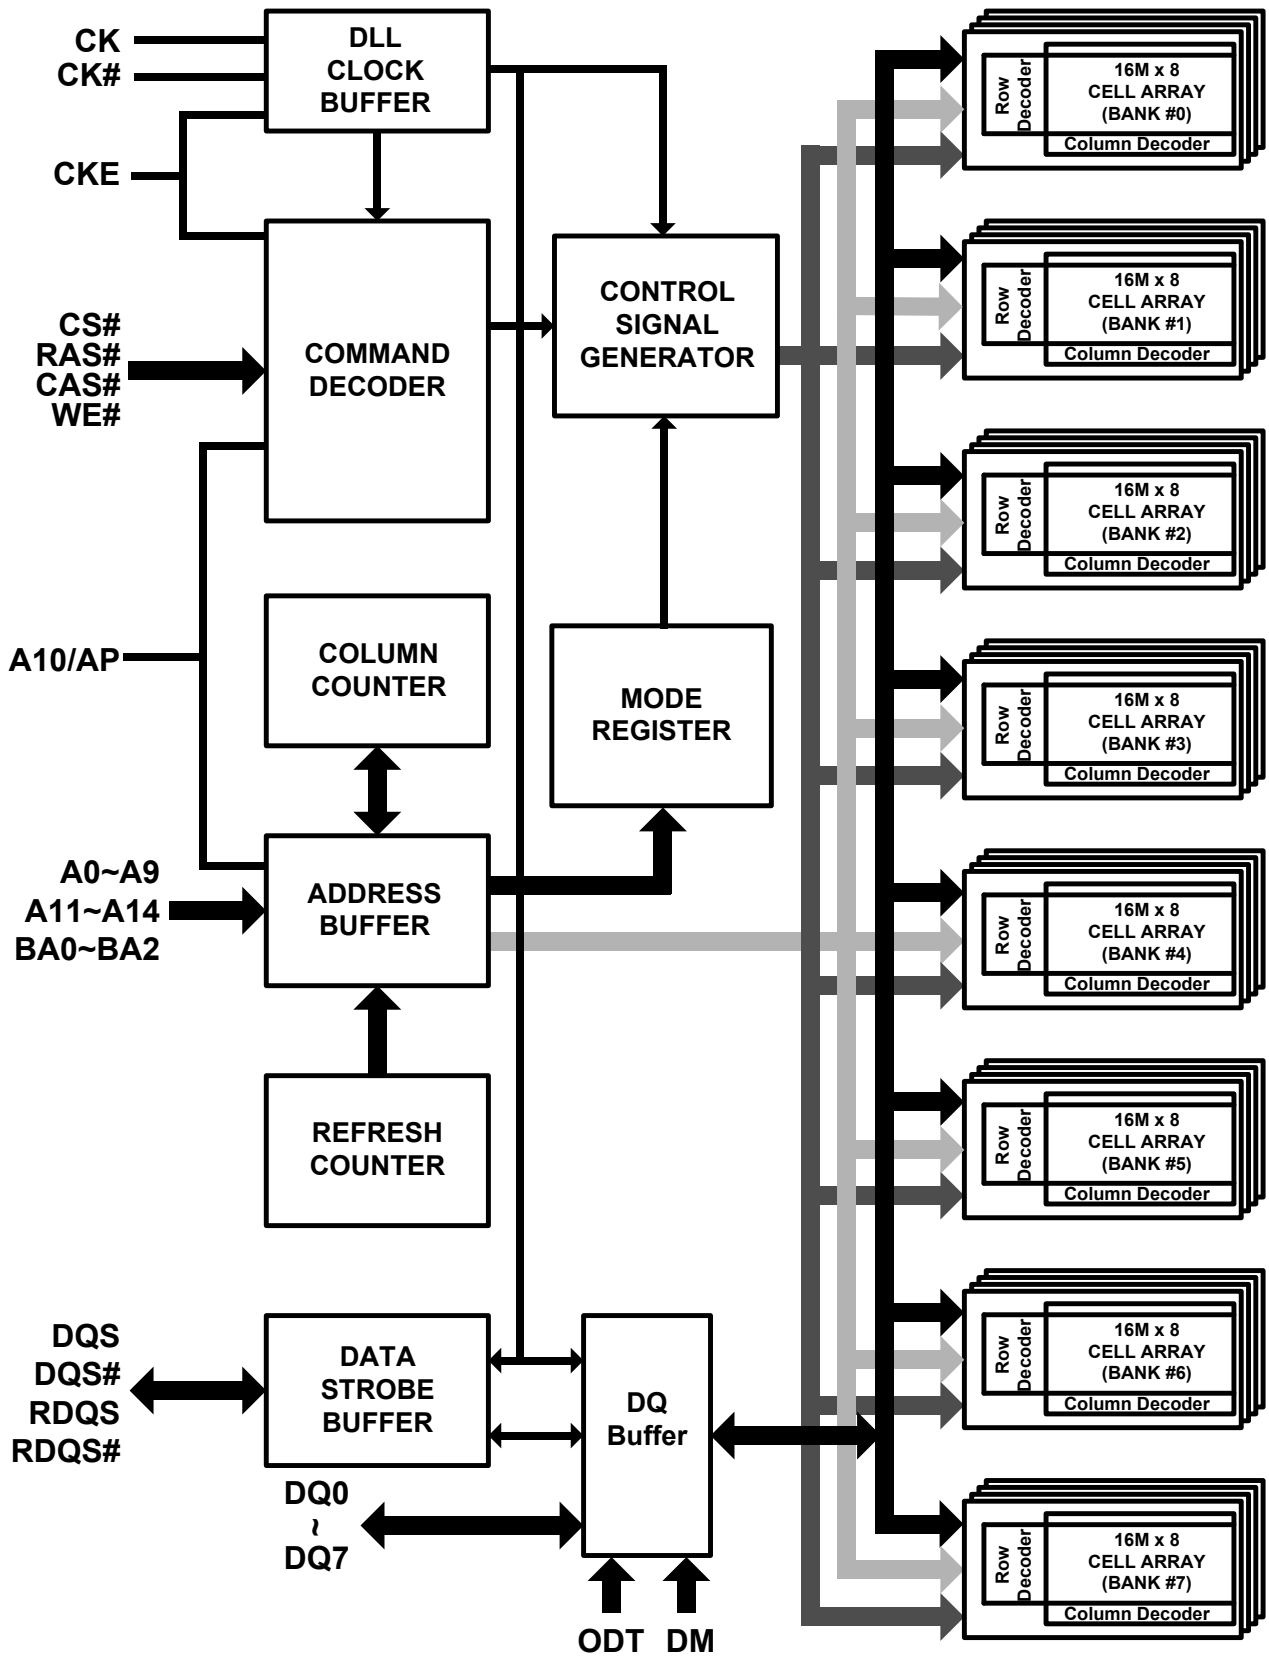 CK
CK#
CKE
CS#
RAS#
CAS#
WE#
A10/AP
A0~A9
A11~A14
BA0~BA2
DQS
DQS#
RDQS
RDQS#
DLL
CLOCK
BUFFER
COMMAND
DECODER
COLUMN
COUNTER
ADDRESS
BUFFER
REFRESH
COUNTER
DATA
STROBE
BUFFER
DQ0
~
DQ7
CONTROL
SIGNAL
GENERATOR
MODE
REGISTER
DQ
Buffer
ODT
DM
Row
Decoder
16M x 8
CELL ARRAY
(BANK #0)
Column Decoder
Row
Decoder
16M x 8
CELL ARRAY
(BANK #1)
Column Decoder
Row
Decoder
16M x 8
CELL ARRAY
(BANK #2)
Column Decoder
Row
Decoder
16M x 8
CELL ARRAY
(BANK #3)
Column Decoder
Row
Decoder
16M x 8
CELL ARRAY
(BANK #4)
Column Decoder
Row
Decoder
16M x 8
CELL ARRAY
(BANK #5)
Column Decoder
Row
Decoder
16M x 8
CELL ARRAY
(BANK #6)
Column Decoder
Row
Decoder
16M x 8
CELL ARRAY
(BANK #7)
Column Decoder